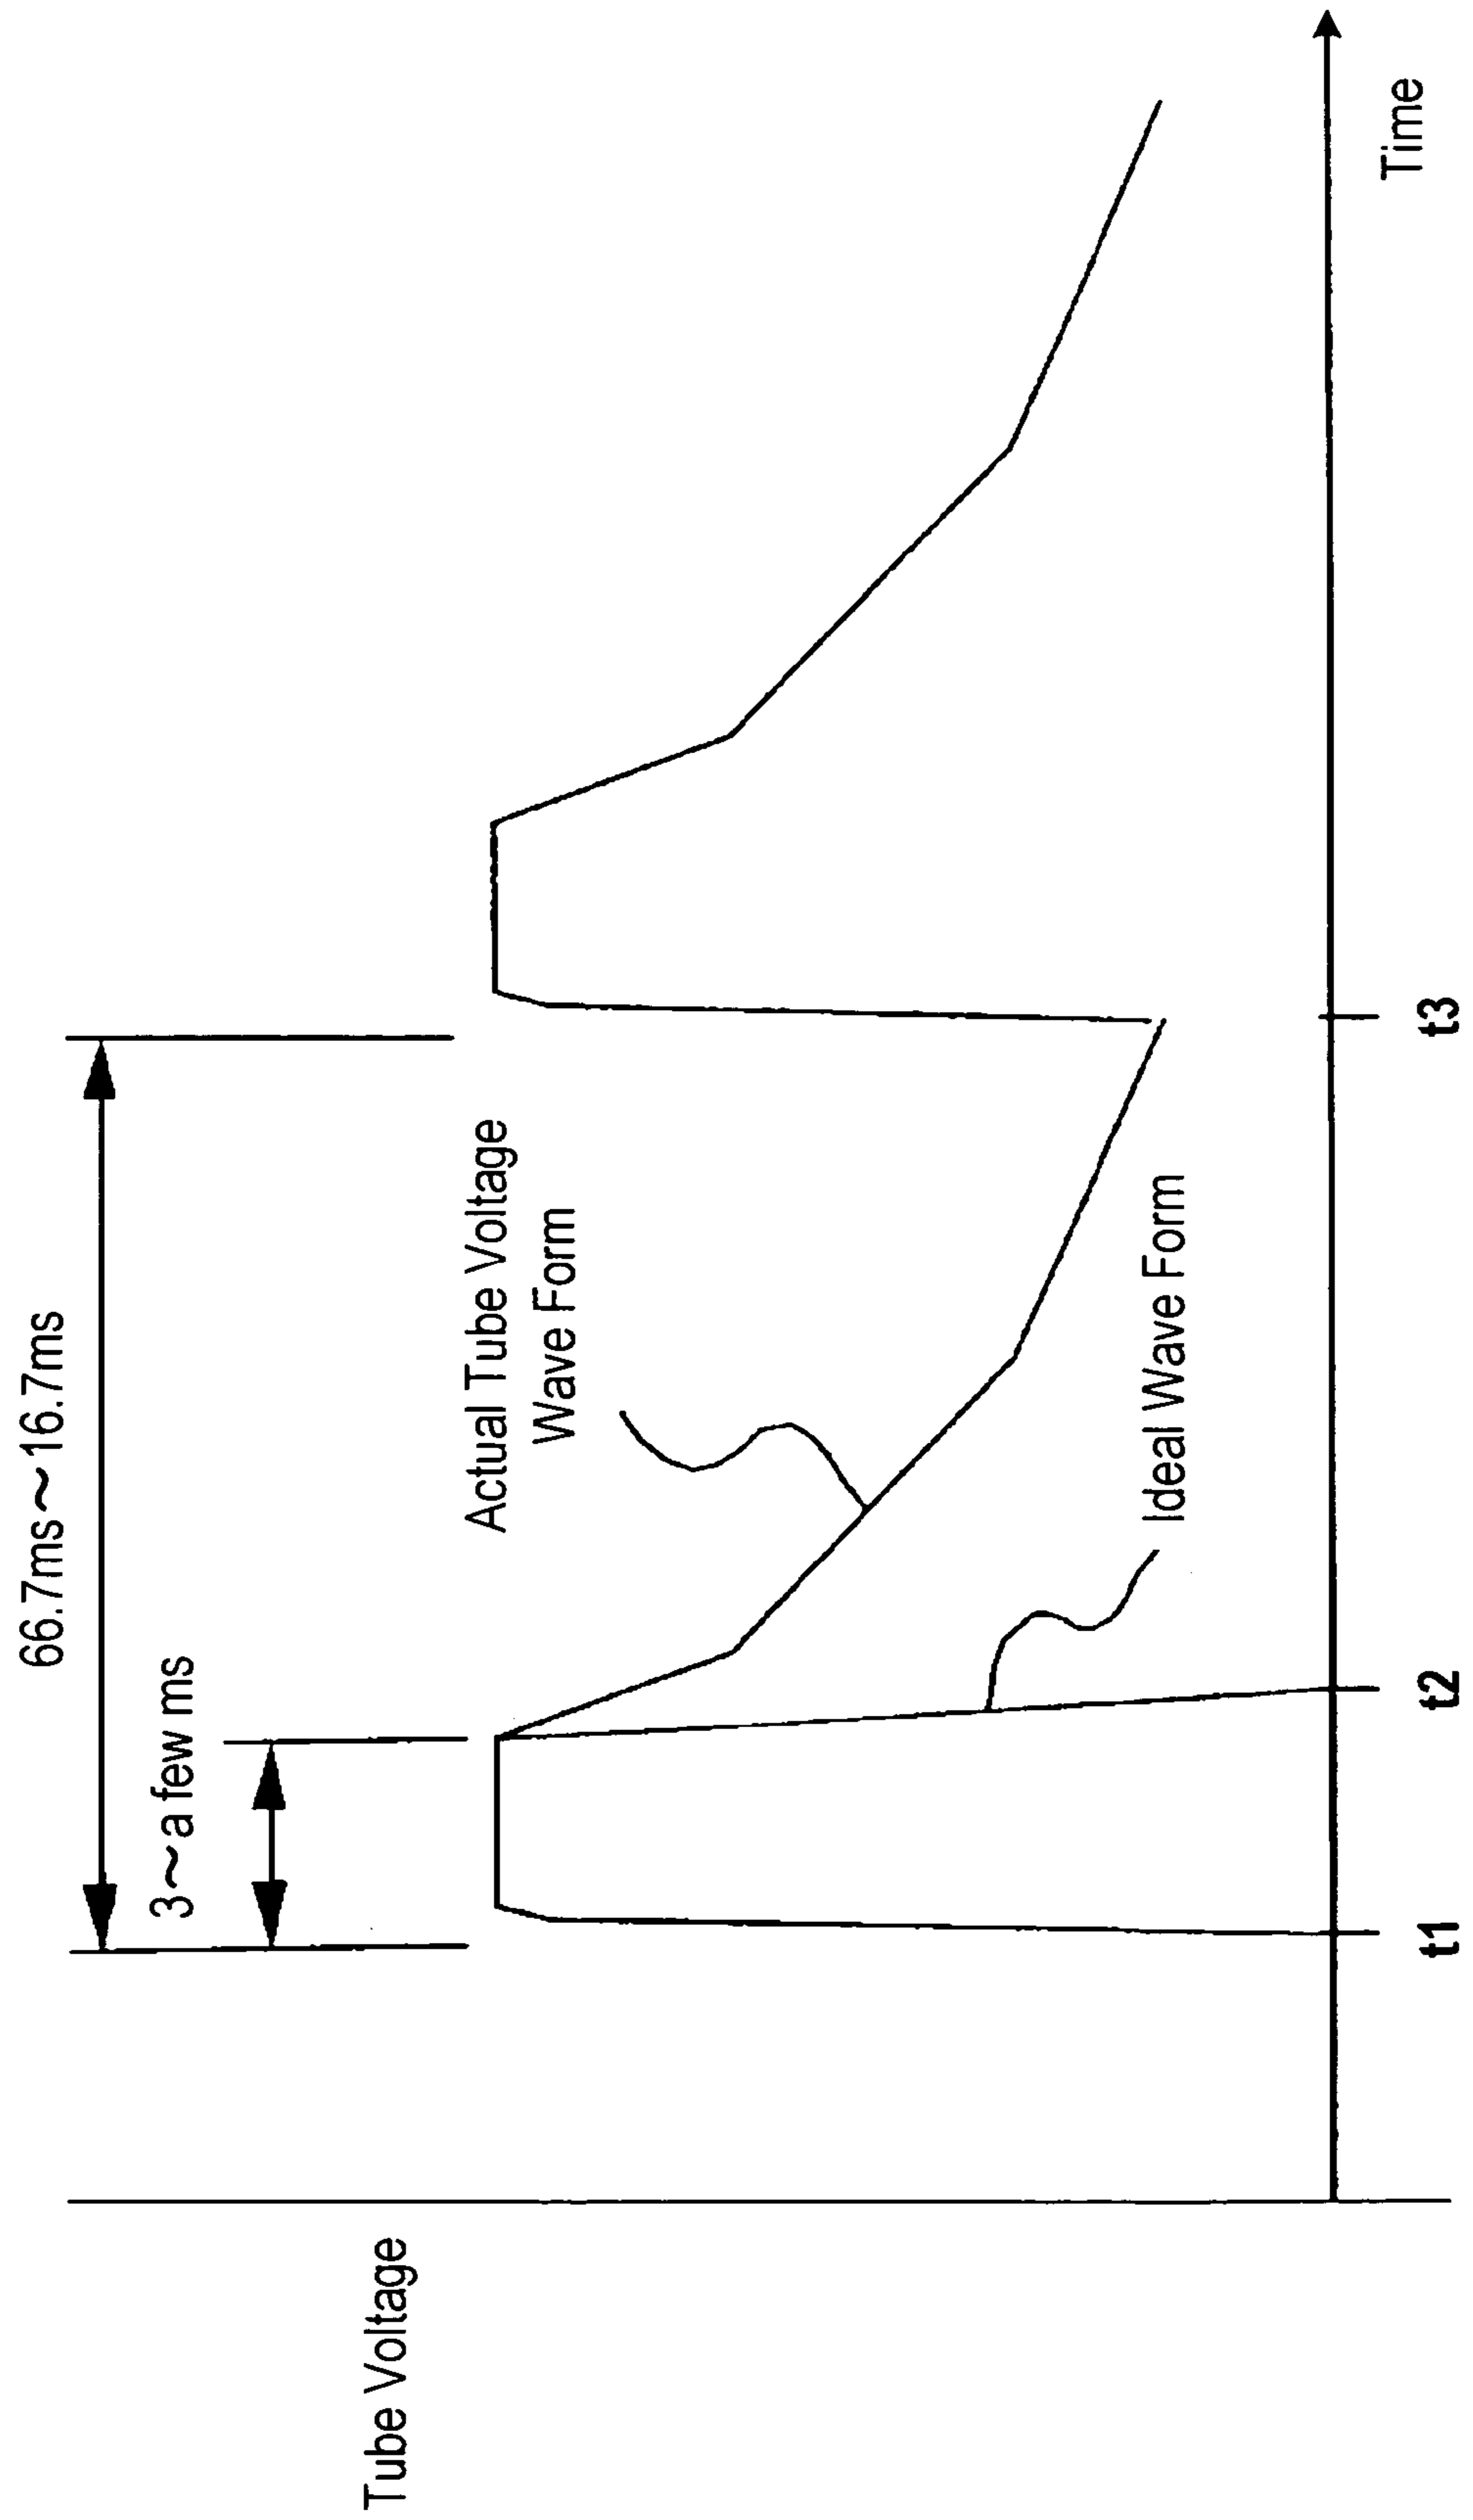 66.7ms~16.7ms
3~a few ms
Tube Voltage
Actual Tube Voltage
Wave Form
Ideal Wave Form
Time
t1
t2
t3